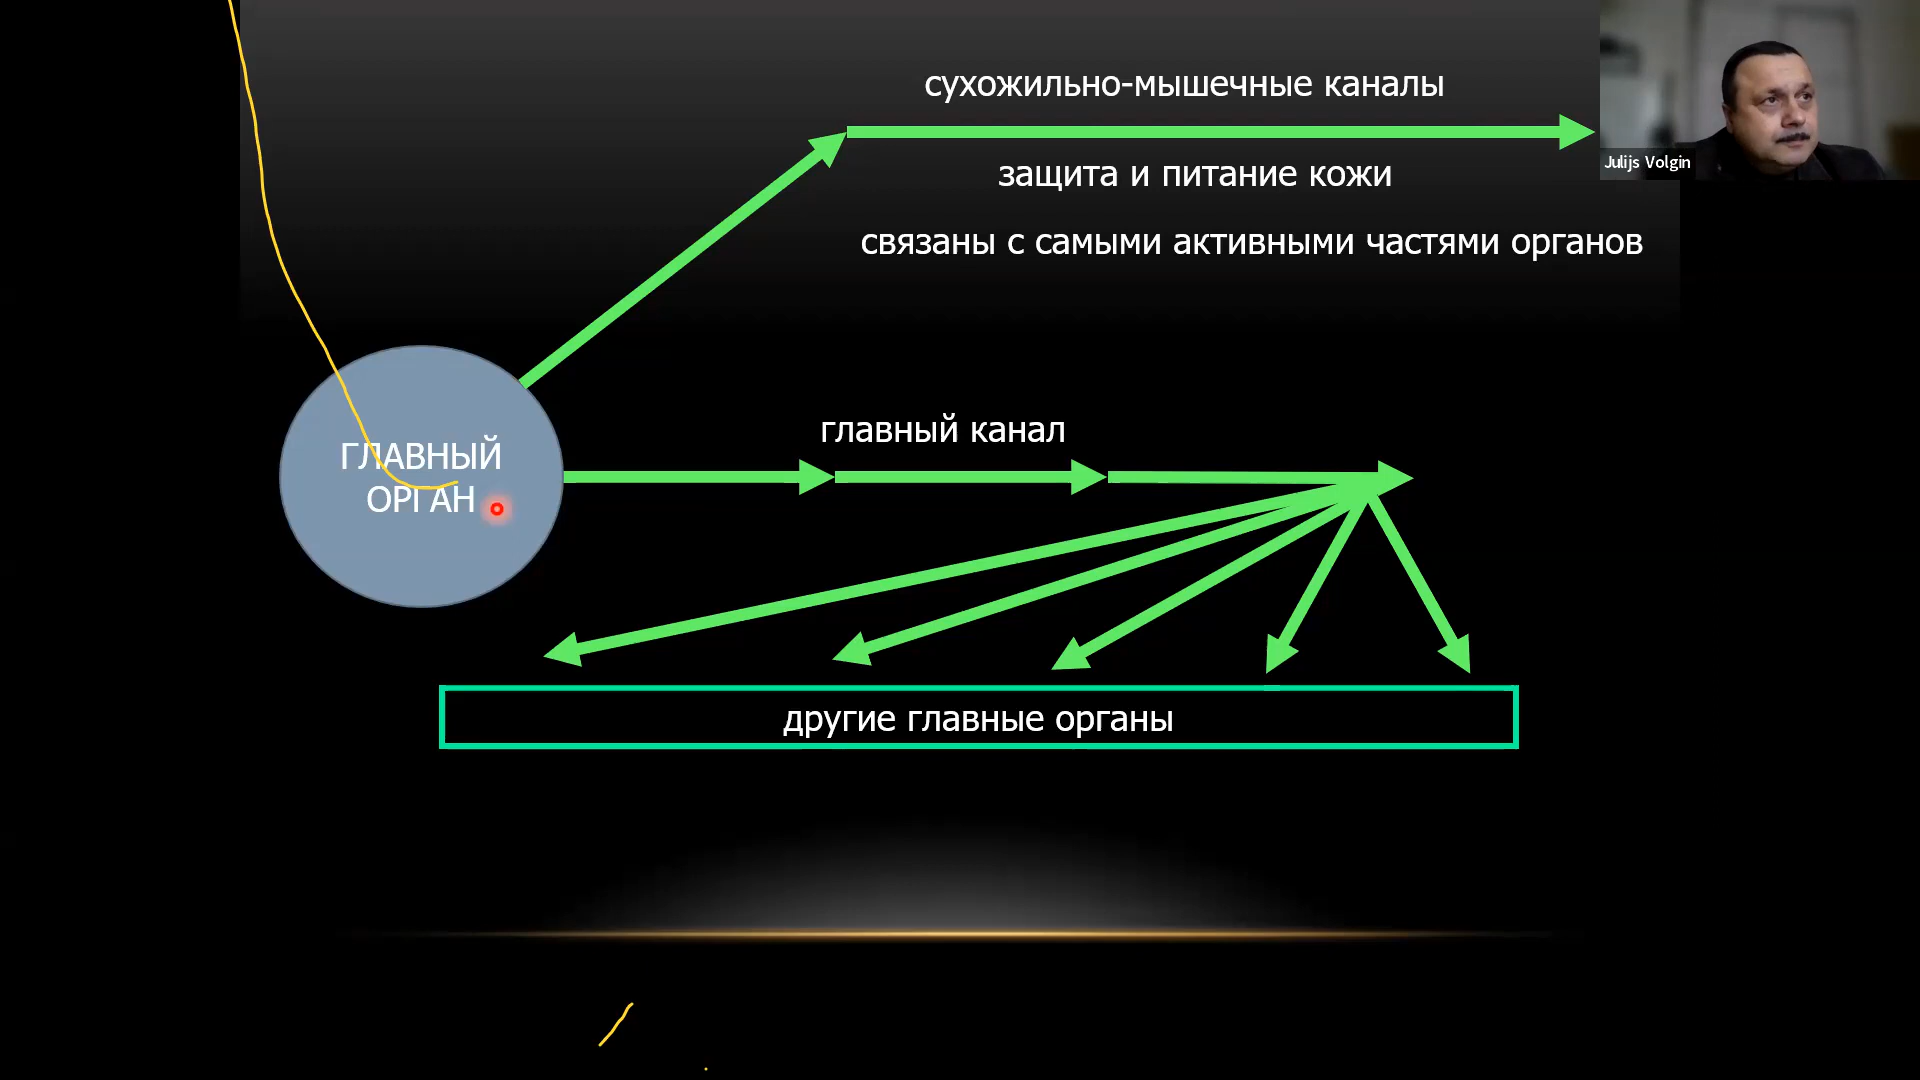 сухожильно-мышечные каналы
защита и питание кожи
Julijs Volgin
связаны с самыми активными частями органов
главный канал
ГЛАВНЫЙ
ОРГАН
другие главные органы